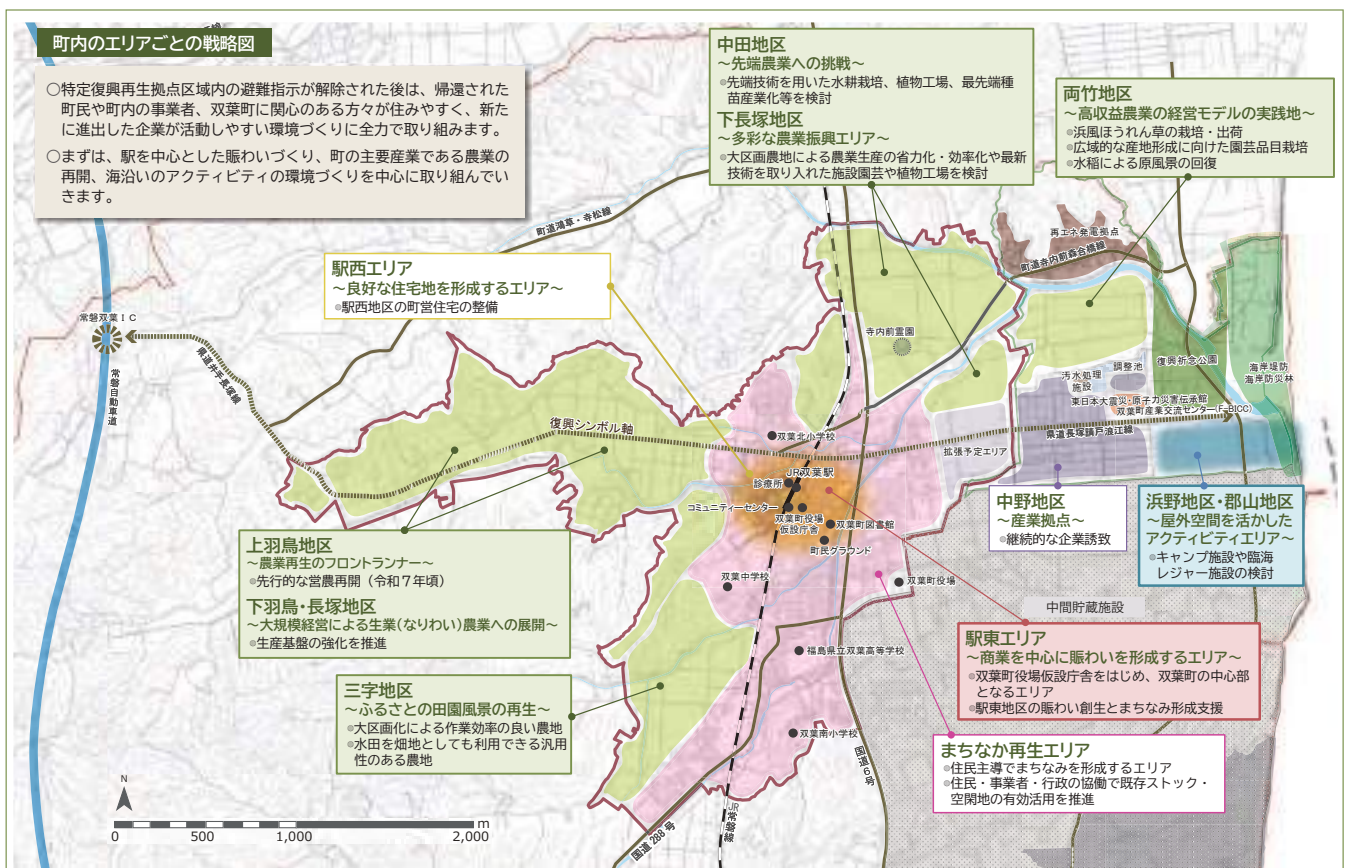 町内のエリアごとの戦略図
○特定復興再生拠点区域内の避難指示が解除された後は、帰還された
町民や町内の事業者、双葉町に関心のある方々が住みやすく、新た
に進出した企業が活動しやすい環境づくりに全力で取り組みます。
○まずは、駅を中心とした賑わいづくり、町の主要産業である農業の
再開、海沿いのアクティビティの環境づくりを中心に取り組んでい
きます。
中田地区
～先端農業への挑戦～
●先端技術を用いた水耕栽培、植物工場、最先端種
苗産業化等を検討
下長塚地区
～多彩な農業振興エリア～
●大区画農地による農業生産の省力化・効率化や最新
技術を取り入れた施設園芸や植物工場を検討
両竹地区
～高収益農業の経営モデルの実践地～
●浜風ほうれん草の栽培・出荷
●広域的な産地形成に向けた園芸品目栽培
●水稲による原風景の回復
駅西エリア
～良好な住宅地を形成するエリア～
●駅西地区の町営住宅の整備
町道鴻草・寺松線
再エネ発電拠点
町道寺内前森合橋線
常磐双葉IC
県道井手長塚線
常磐自動車道
寺内前霊園
復興祈念公園
海岸堤防
海岸防災林
調整池
汚水処理
施設
東日本大震災・原子力災害伝承館
双葉町産業交流センター(F-BICC)
県道長塚請戸浪江線
復興シンボル軸
双葉北小学校
拡張予定エリア
JR双葉駅
診療所
コミュニティーセンター
双葉町役場
仮設庁舎
双葉町図書館
町民グラウンド
中野地区
～産業拠点～
●継続的な企業誘致
浜野地区・郡山地区
～屋外空間を活かした
アクティビティエリア～
●キャンプ施設や臨海
レジャー施設の検討
上羽鳥地区
～農業再生のフロントランナー～
●先行的な営農再開（令和7年頃）
下羽鳥・長塚地区
～大規模経営による生業(なりわい)農業への展開～
●生産基盤の強化を推進
双葉中学校
双葉町役場
中間貯蔵施設
駅東エリア
～商業を中心に賑わいを形成するエリア～
●双葉町役場仮設庁舎をはじめ、双葉町の中心部
となるエリア
●駅東地区の賑わい創生とまちなみ形成支援
福島県立双葉高等学校
三字地区
～ふるさとの田園風景の再生～
●大区画化による作業効率の良い農地
●水田を畑地としても利用できる汎用
性のある農地
双葉南小学校
国道6号
まちなか再生エリア
●住民主導でまちなみを形成するエリア
●住民・事業者・行政の協働で既存ストック・
空閑地の有効活用を推進
N
0 500 1,000 2,000 m
国道288号
JR常磐線